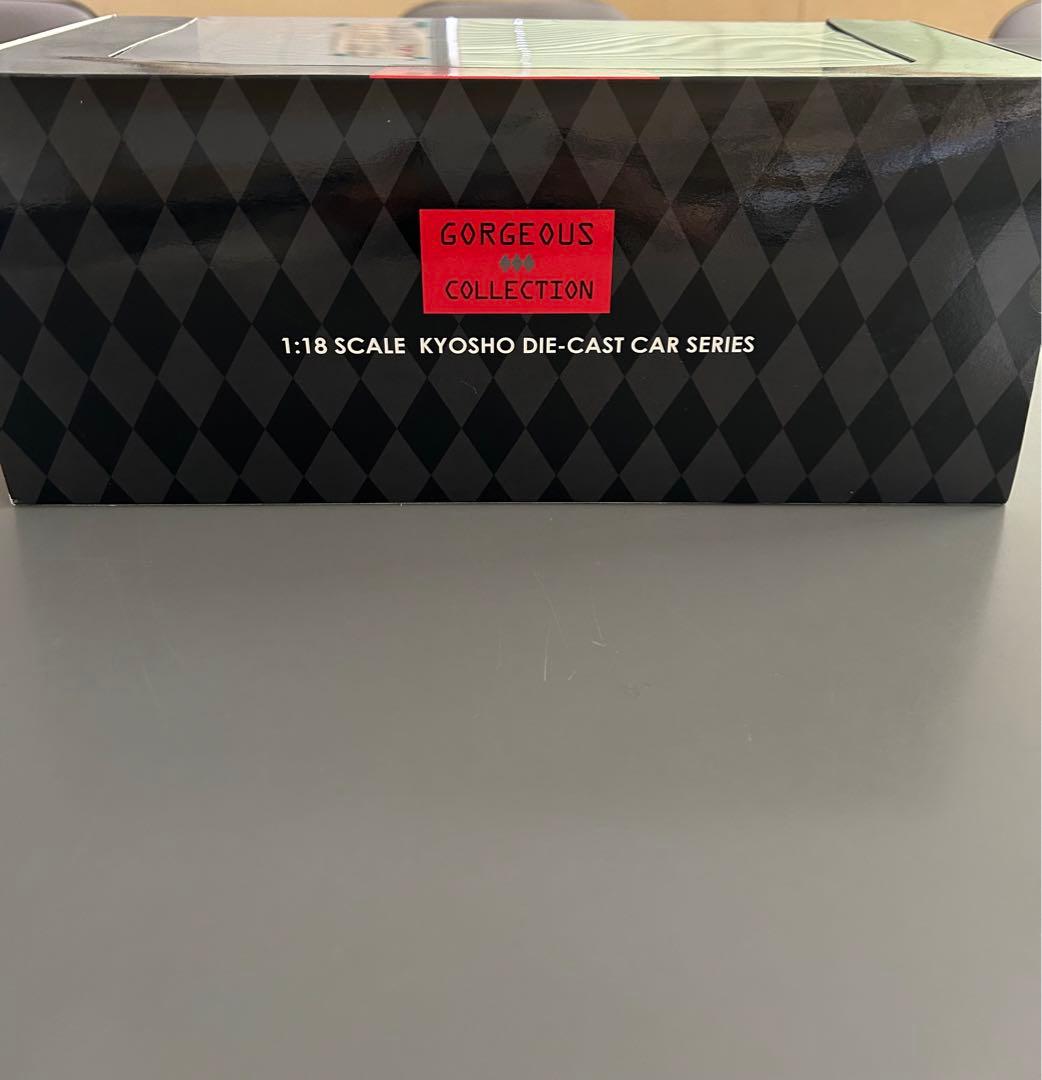 GORGEOUS
COLLECTION
1:18 SCALE KYOSHO DIE-CAST CAR SERIES